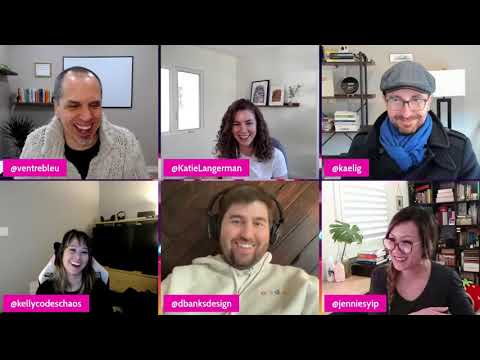 @ventrebleu
@KatieLangerman
@kaelig
@kellycodeschaos
@dbanksdesign
@jenniesyip